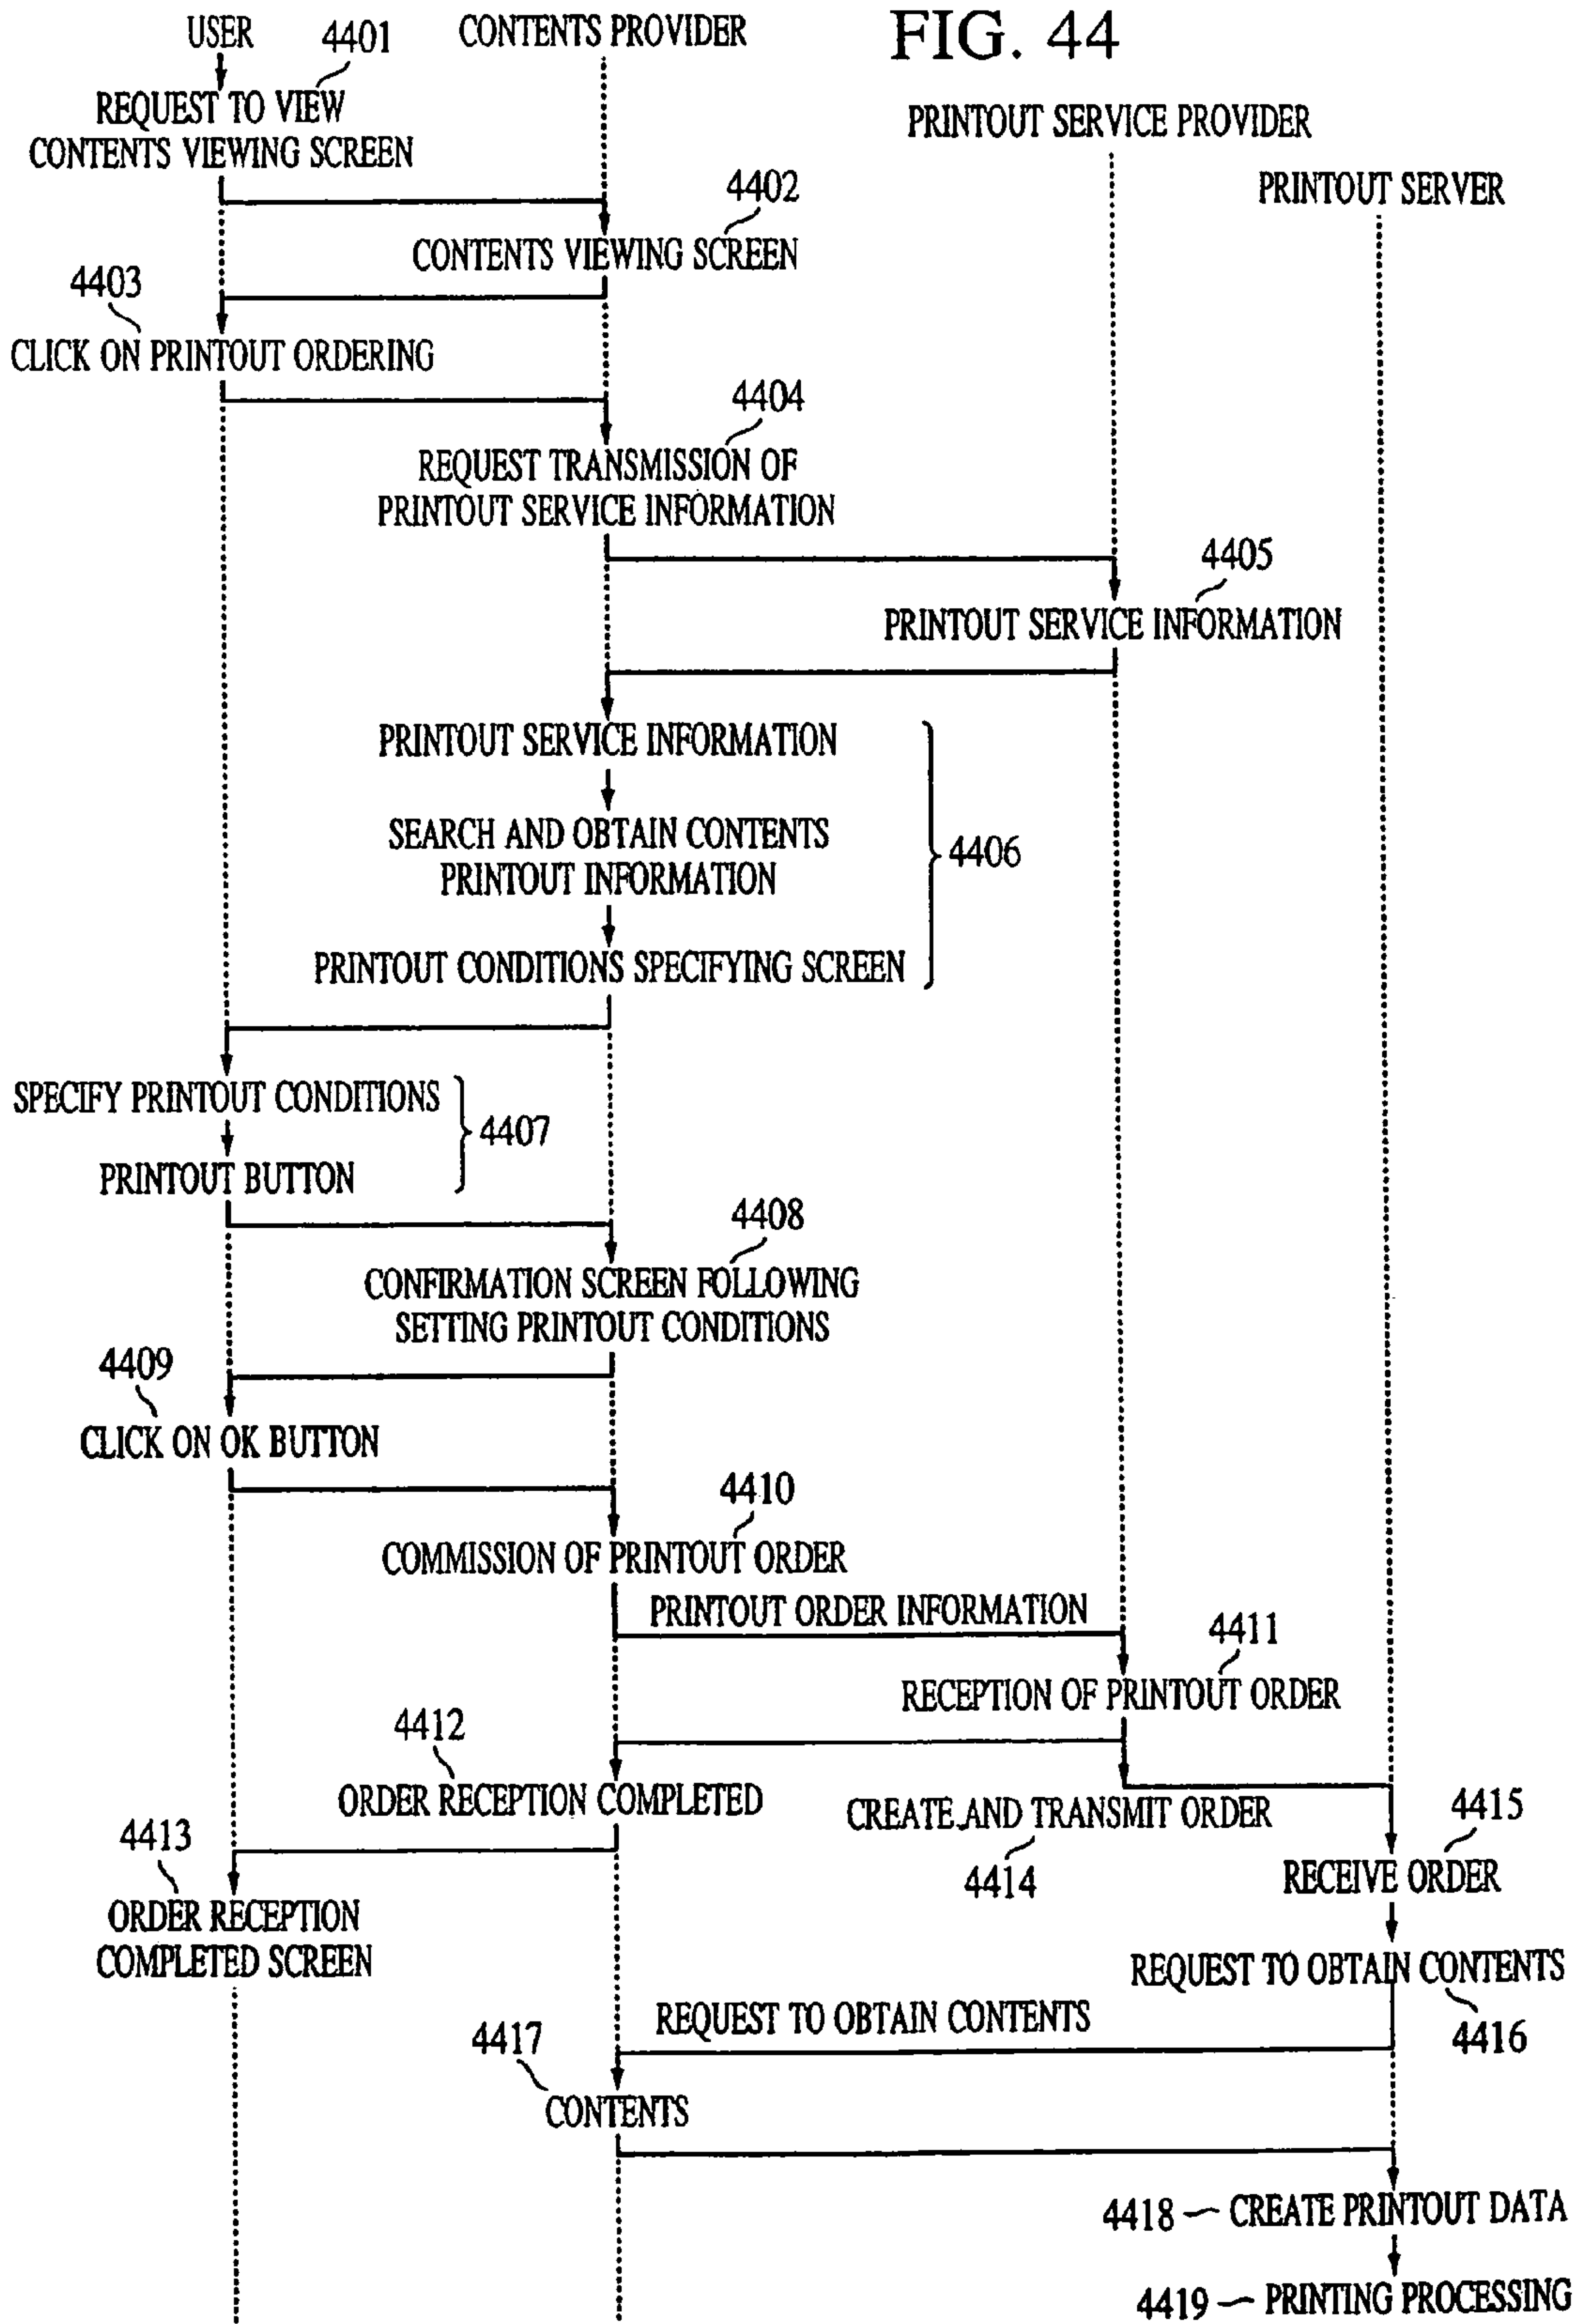 FIG. 44
USER
4401
CONTENTS PROVIDER
PRINTOUT SERVICE PROVIDER
PRINTOUT SERVER
REQUEST TO VIEW
CONTENTS VIEWING SCREEN
4402
CONTENTS VIEWING SCREEN
4403
CLICK ON PRINTOUT ORDERING
4404
REQUEST TRANSMISSION OF
PRINTOUT SERVICE INFORMATION
4405
PRINTOUT SERVICE INFORMATION
PRINTOUT SERVICE INFORMATION
SEARCH AND OBTAIN CONTENTS
PRINTOUT INFORMATION
4406
PRINTOUT CONDITIONS SPECIFYING SCREEN
SPECIFY PRINTOUT CONDITIONS
4407
PRINTOUT BUTTON
4408
CONFIRMATION SCREEN FOLLOWING
SETTING PRINTOUT CONDITIONS
4409
CLICK ON OK BUTTON
4410
COMMISSION OF PRINTOUT ORDER
PRINTOUT ORDER INFORMATION
4411
RECEPTION OF PRINTOUT ORDER
4412
ORDER RECEPTION COMPLETED
CREATE AND TRANSMIT ORDER
4414
4415
RECEIVE ORDER
4413
ORDER RECEPTION
COMPLETED SCREEN
REQUEST TO OBTAIN CONTENTS
4416
REQUEST TO OBTAIN CONTENTS
4417
CONTENTS
4418 CREATE PRINTOUT DATA
4419 PRINTING PROCESSING